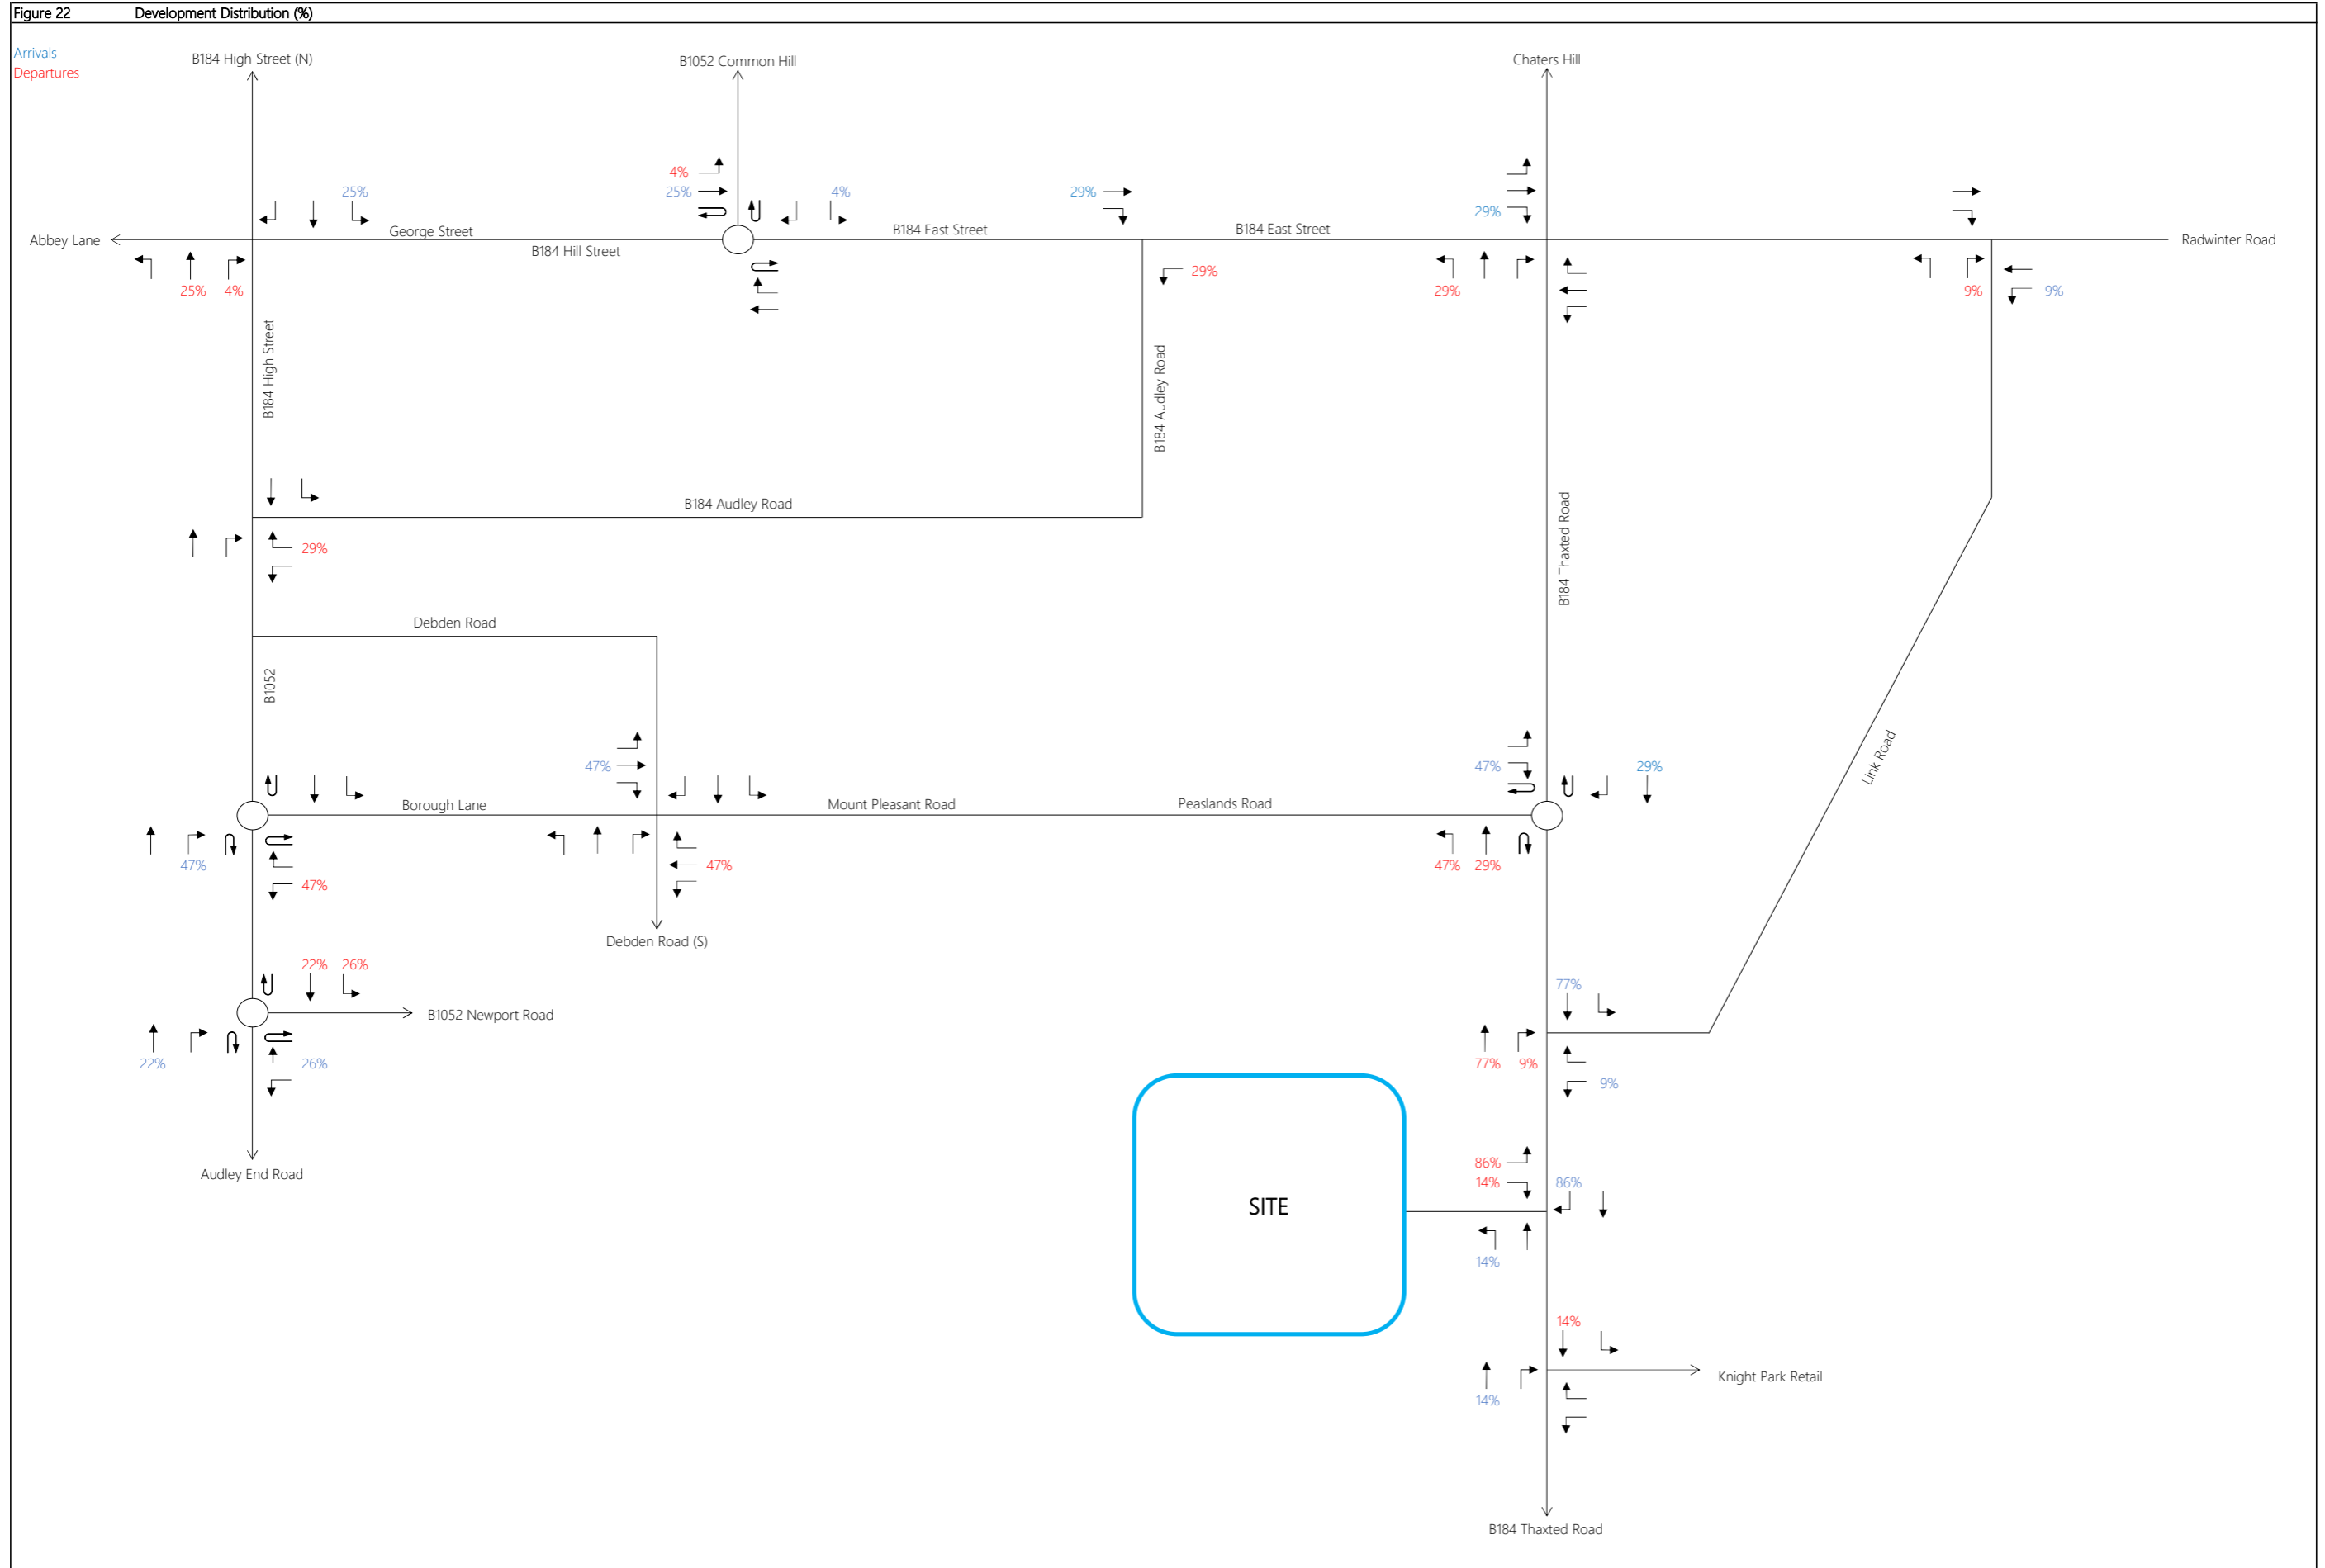 Figure 22 Development Distribution (%)
Arrivals
Departures
B184 High Street (N)
B1052 Common Hill
Chaters Hill
4%
25%
25%
4%
29%
29%
Abbey Lane
George Street
B184 Hill Street
B184 East Street
B184 East Street
Radwinter Road
25% 4%
29%
29%
9%
9%
B184 High Street
B184 Audley Road
B184 Audley Road
B184 Thaxted Road
29%
Debden Road
B1052
Link Road
47%
47%
29%
Borough Lane
Mount Pleasant Road
Peaslands Road
47%
47%
47%
47% 29%
Debden Road (S)
22% 26%
B1052 Newport Road
22%
26%
77%
77% 9%
9%
Audley End Road
86%
14%
86%
SITE
14%
14%
Knight Park Retail
14%
B184 Thaxted Road